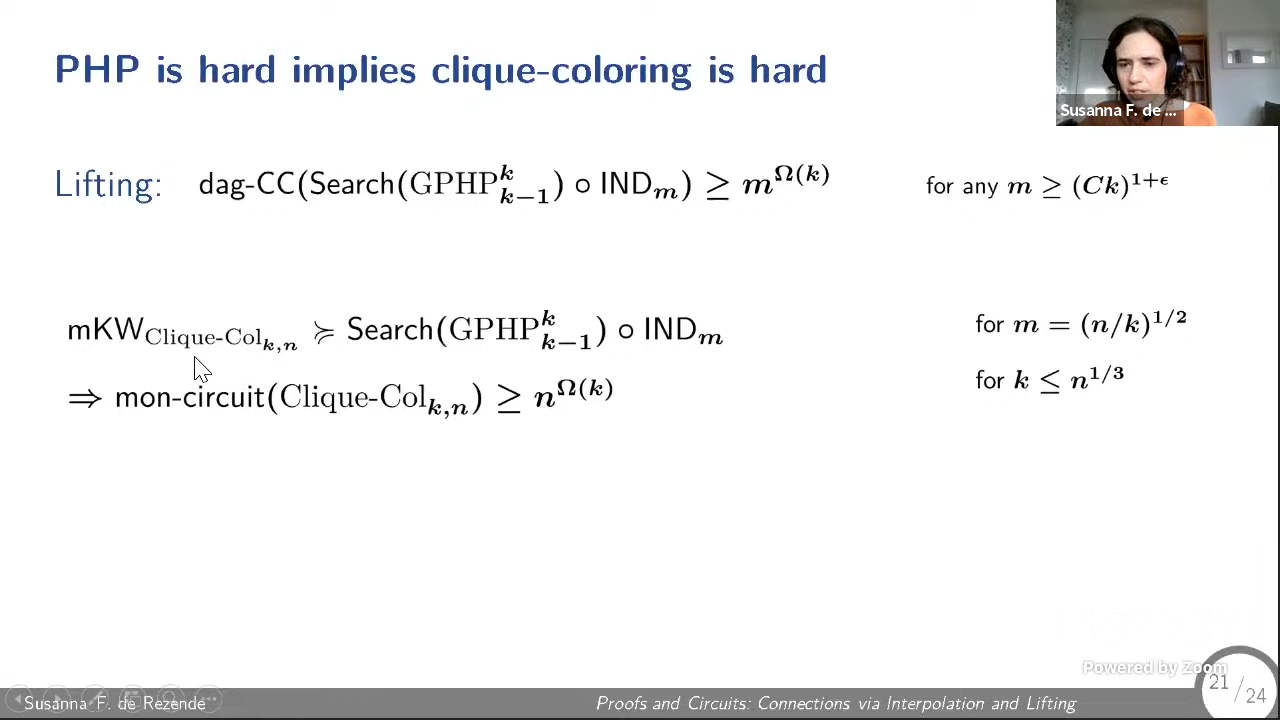 PHP is hard implies clique-coloring is hard
Susanna F. de ...
Lifting: dag-CC(Search(GPHP^k_{k−1}) ∘ IND_m) ≥ m^{Ω(k)} for any m ≥ (Ck)^{1+ϵ}
mKW_{Clique-Col_{k,n}} ≽ Search(GPHP^k_{k−1}) ∘ IND_m for m = (n/k)^{1/2}
⇒ mon-circuit(Clique-Col_{k,n}) ≥ n^{Ω(k)} for k ≤ n^{1/3}
Powered by Zoom
Susanna F. de Rezende Proofs and Circuits: Connections via Interpolation and Lifting 21/24